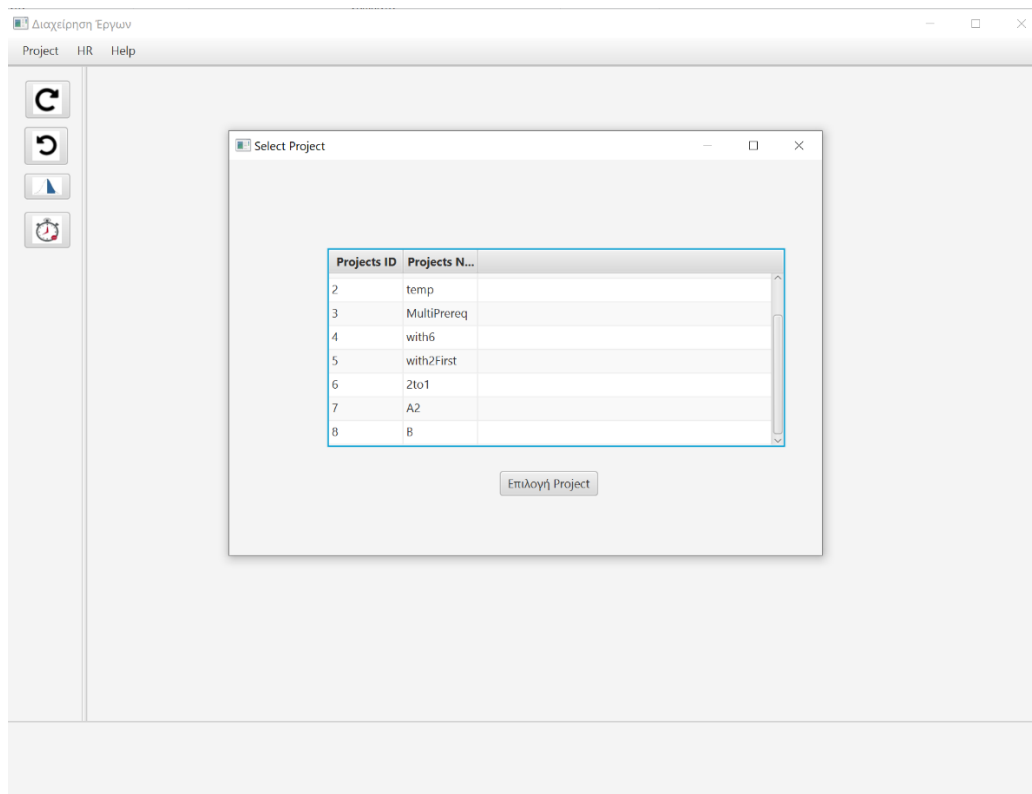 Διαχείρηση Έργων
Project HR Help
Select Project
Projects ID Projects N...
2 temp
3 MultiPrereq
4 with6
5 with2First
6 2to1
7 A2
8 B
Επιλογή Project